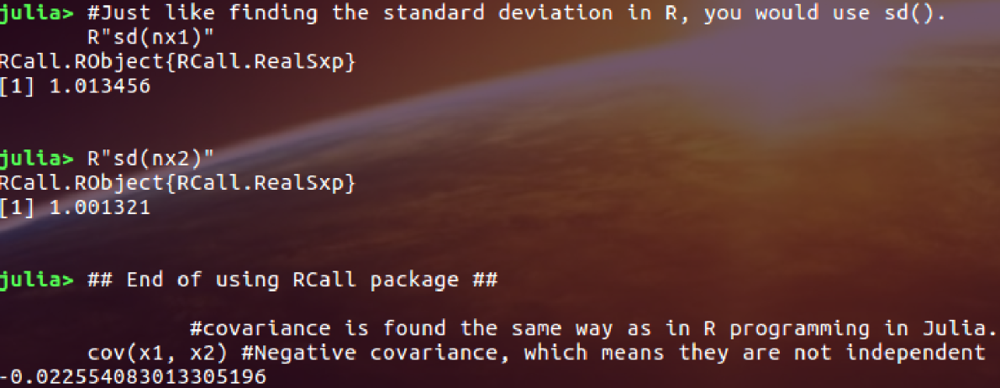 julia> #Just like finding the standard deviation in R, you would use sd().
R"sd(nx1)"
RCall.RObject{RCall.RealSxp}
[1] 1.013456
julia> R"sd(nx2)"
RCall.RObject{RCall.RealSxp}
[1] 1.001321
julia> ## End of using RCall package ##
#covariance is found the same way as in R programming in Julia.
cov(x1, x2) #Negative covariance, which means they are not independent
-0.022554083013305196